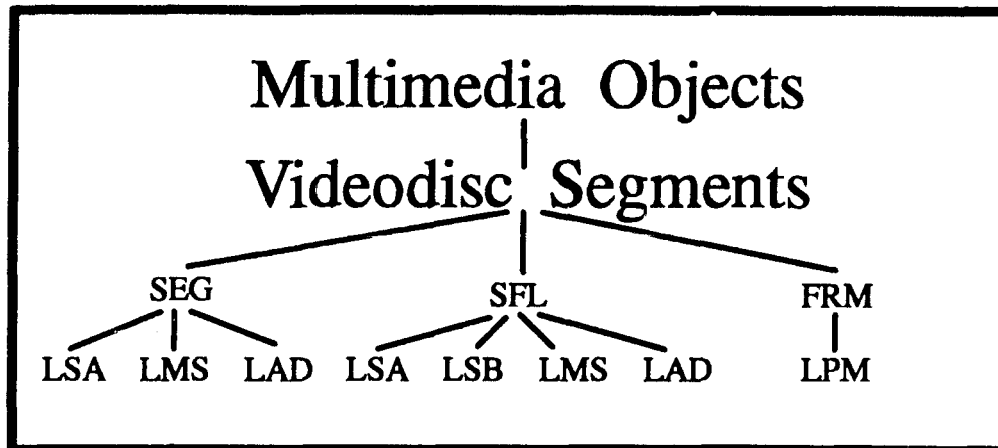 Multimedia Objects
Videodisc Segments
SEG SFL FRM
LSA LMS LAD LSA LSB LMS LAD LPM